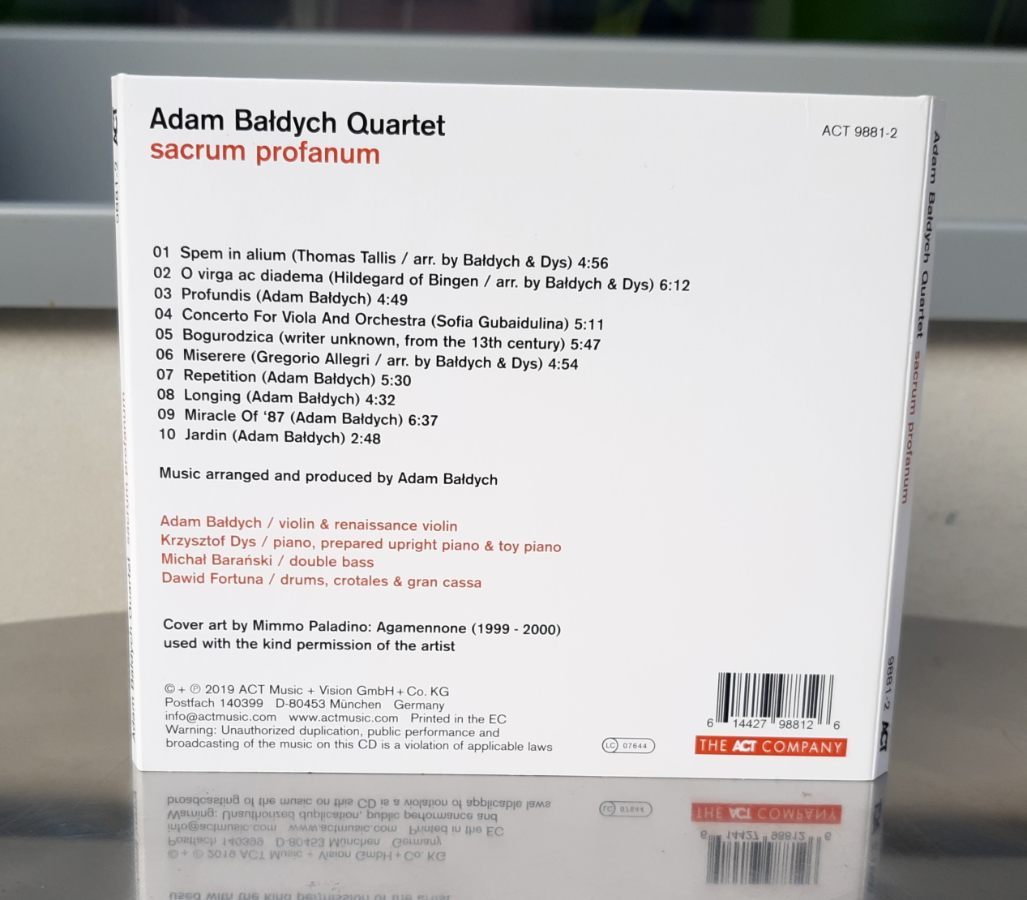 Adam Bałdych Quartet
sacrum profanum
ACT 9881-2
01 Spem in alium (Thomas Tallis / arr. by Bałdych & Dys) 4:56
02 O virga ac diadema (Hildegard of Bingen / arr. by Bałdych & Dys) 6:12
03 Profundis (Adam Bałdych) 4:49
04 Concerto For Viola And Orchestra (Sofia Gubaidulina) 5:11
05 Bogurodzica (writer unknown, from the 13th century) 5:47
06 Miserere (Gregorio Allegri / arr. by Bałdych & Dys) 4:54
07 Repetition (Adam Bałdych) 5:30
08 Longing (Adam Bałdych) 4:32
09 Miracle Of ‘87 (Adam Bałdych) 6:37
10 Jardin (Adam Bałdych) 2:48
Music arranged and produced by Adam Bałdych
Adam Bałdych / violin & renaissance violin
Krzysztof Dys / piano, prepared upright piano & toy piano
Michał Barański / double bass
Dawid Fortuna / drums, crotales & gran cassa
Cover art by Mimmo Paladino: Agamennone (1999 - 2000)
used with the kind permission of the artist
© + ℗ 2019 ACT Music + Vision GmbH + Co. KG
Postfach 140399 D-80453 München Germany
info@actmusic.com www.actmusic.com Printed in the EC
Warning: Unauthorized duplication, public performance and
broadcasting of the music on this CD is a violation of applicable laws
LC 07644
6 14427 98812 6
THE ACT COMPANY
Adam Bałdych Quartet sacrum profanum 9881-2 ACT
Adam Bałdych Quartet sacrum profanum 9881-2 ACT